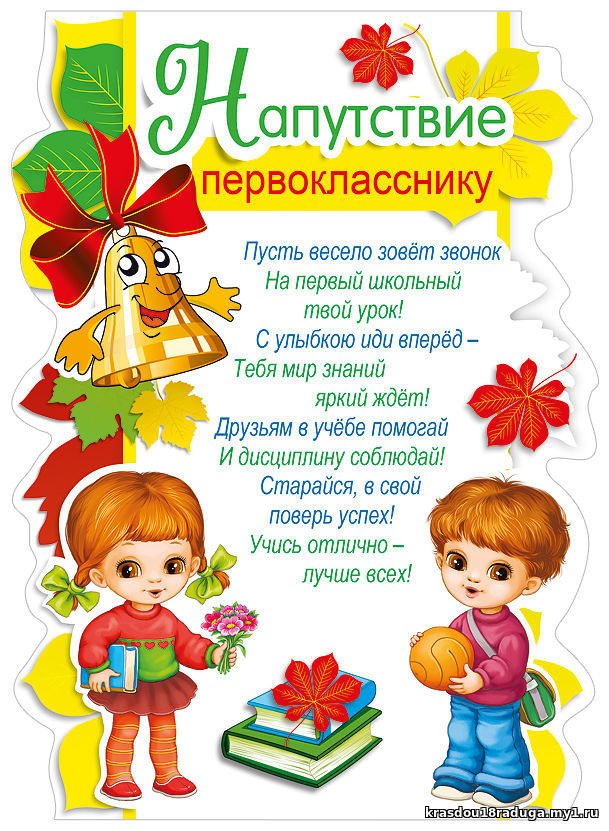 Напутствие
первокласснику
Пусть весело зовёт звонок
На первый школьный
твой урок!
С улыбкою иди вперёд –
Тебя мир знаний
яркий ждёт!
Друзьям в учёбе помогай
И дисциплину соблюдай!
Старайся, в свой
поверь успех!
Учись отлично –
лучше всех!
krasdou18raduga.my1.ru